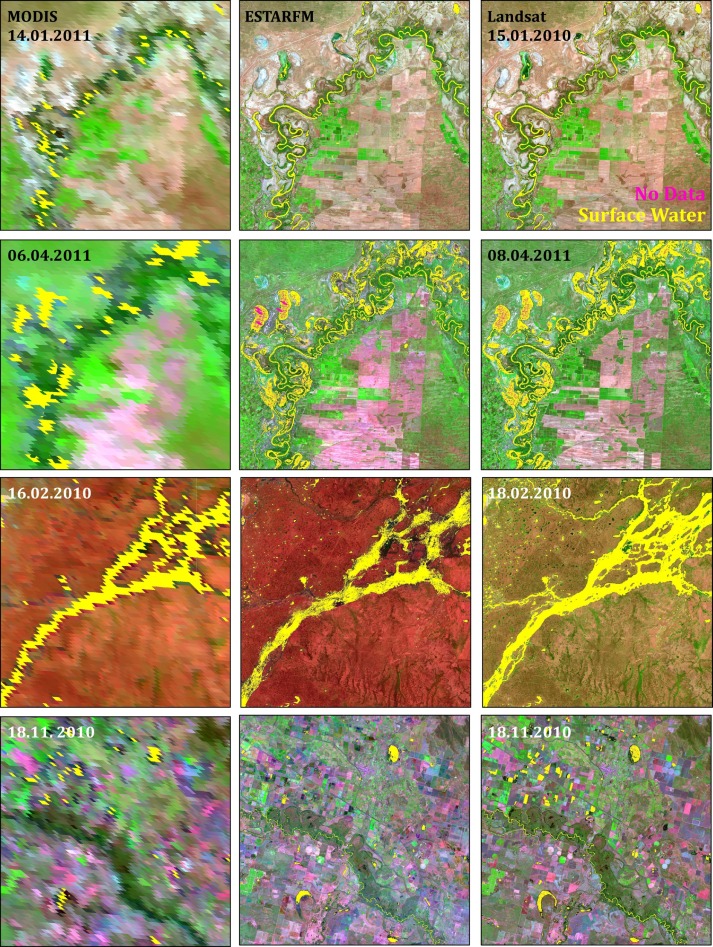 MODIS
14.01.2011
ESTARFM
Landsat
15.01.2010
No Data
Surface Water
06.04.2011
08.04.2011
16.02.2010
18.02.2010
18.11. 2010
18.11.2010